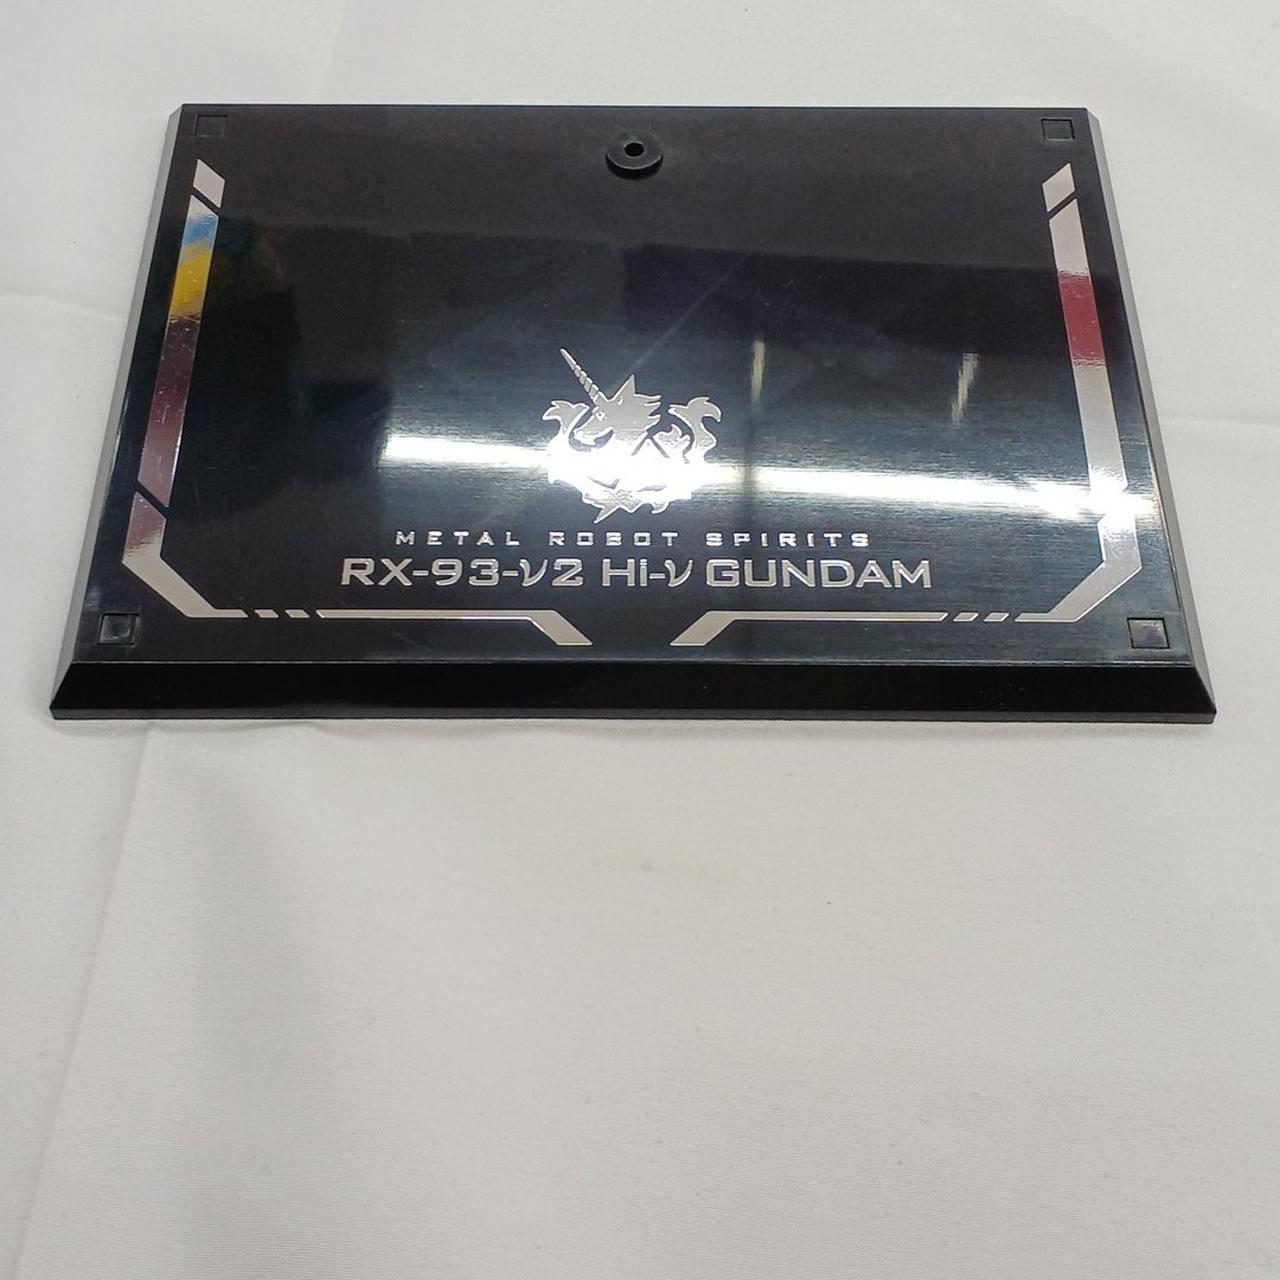 METAL ROBOT SPIRITS
RX-93-ν2 Hi-ν GUNDAM